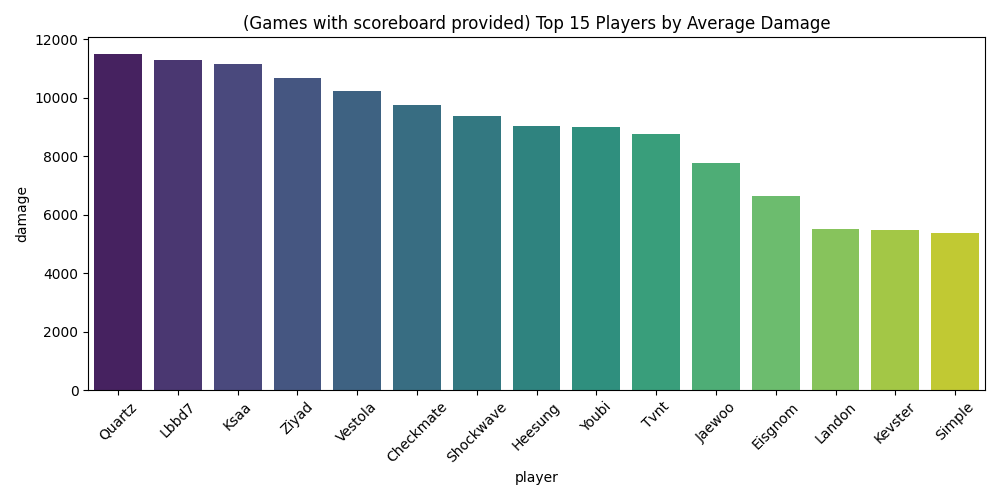 (Games with scoreboard provided) Top 15 Players by Average Damage
12000
10000
8000
6000
4000
2000
0
damage
Quartz
Lbbd7
Ksaa
Ziyad
Vestola
Checkmate
Shockwave
Heesung
Youbi
Tvnt
Jaewoo
Eisgnom
Landon
Kevster
Simple
player